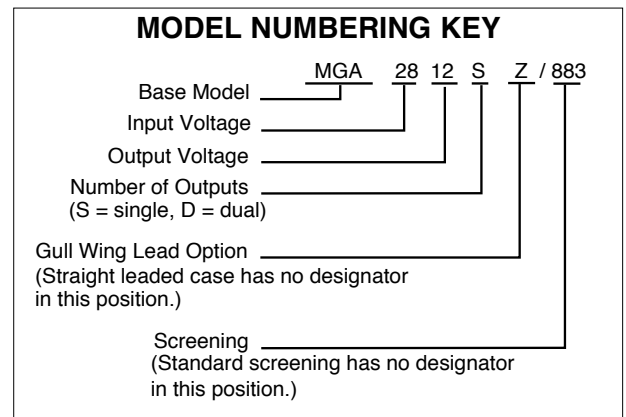 MODEL NUMBERING KEY
MGA 28 12 S Z / 883
Base Model
Input Voltage
Output Voltage
Number of Outputs
(S = single, D = dual)
Gull Wing Lead Option
(Straight leaded case has no designator
in this position.)
Screening
(Standard screening has no designator
in this position.)